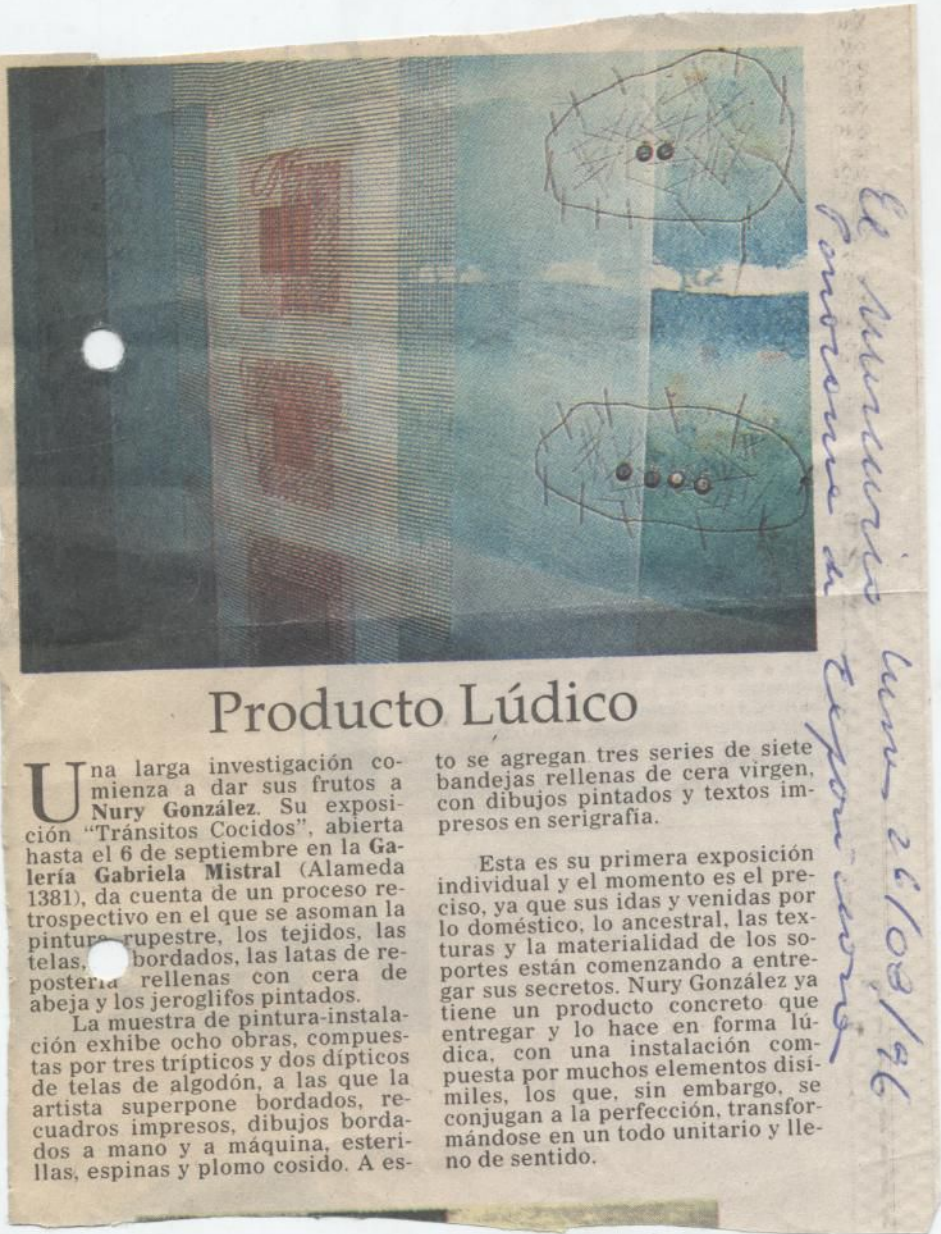 Producto Lúdico
Una larga investigación co-
mienza a dar sus frutos a
Nury González. Su exposi-
ción “Tránsitos Cocidos”, abierta
hasta el 6 de septiembre en la Ga-
lería Gabriela Mistral (Alameda
1381), da cuenta de un proceso re-
trospectivo en el que se asoman la
pintura rupestre, los tejidos, las
telas, bordados, las latas de re-
postería rellenas con cera de
abeja y los jeroglifos pintados.
La muestra de pintura-instala-
ción exhibe ocho obras, compues-
tas por tres trípticos y dos dípticos
de telas de algodón, a las que la
artista superpone bordados, re-
cuadros impresos, dibujos borda-
dos a mano y a máquina, esteri-
llas, espinas y plomo cosido. A es-
to se agregan tres series de siete
bandejas rellenas de cera virgen,
con dibujos pintados y textos im-
presos en serigrafía.
Esta es su primera exposición
individual y el momento es el pre-
ciso, ya que sus idas y venidas por
lo doméstico, lo ancestral, las tex-
turas y la materialidad de los so-
portes están comenzando a entre-
gar sus secretos. Nury González ya
tiene un producto concreto que
entregar y lo hace en forma lú-
dica, con una instalación com-
puesta por muchos elementos disí-
miles, los que, sin embargo, se
conjugan a la perfección, transfor-
mándose en un todo unitario y lle-
no de sentido.
El Mercurio lunes 26/08/96
Panorama de Exposiciones